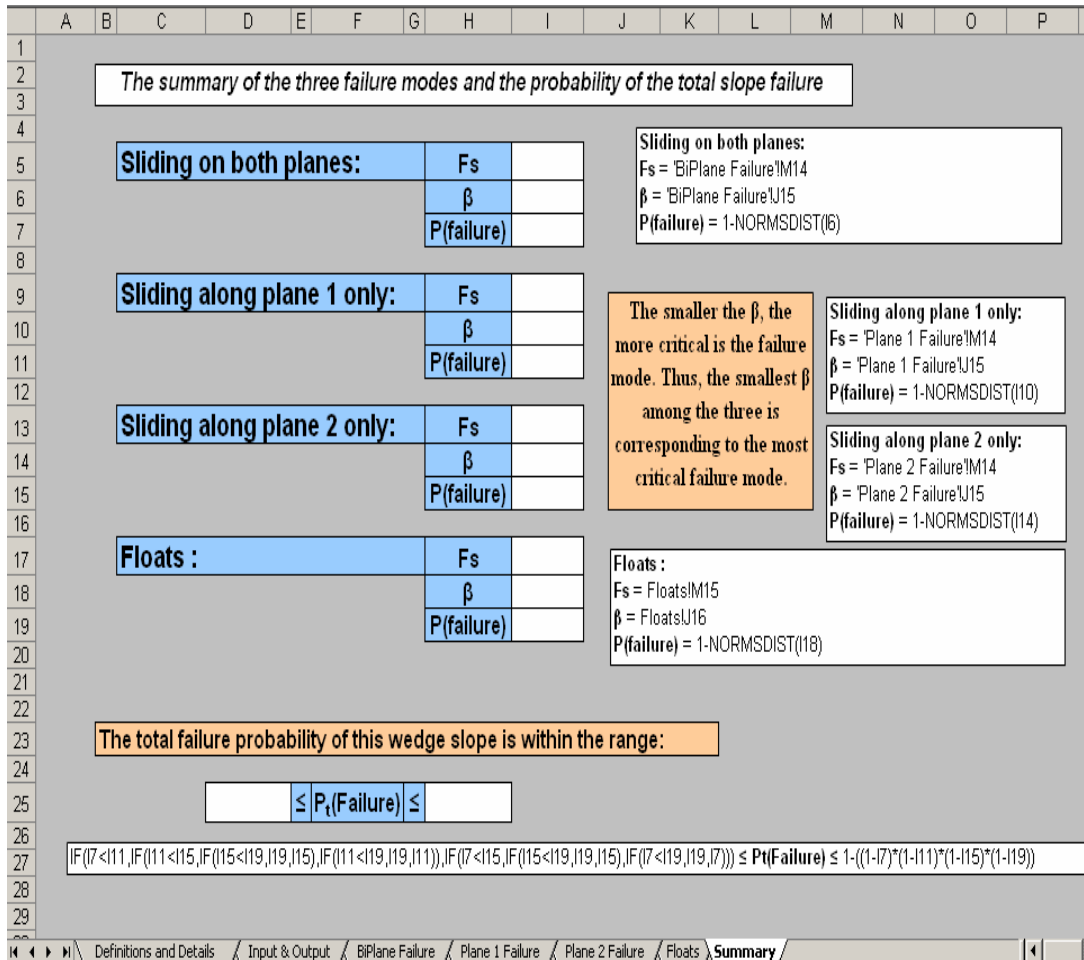 A B C D E F G H I J K L M N O P
1
2 The summary of the three failure modes and the probability of the total slope failure
3
4
Sliding on both planes:
5 Sliding on both planes: Fs
Fs = 'BiPlane Failure'!M14
6 β
β = 'BiPlane Failure'!J15
7 P(failure)
P(failure) = 1-NORMSDIST(I6)
8
9 Sliding along plane 1 only: Fs
10 β
11 P(failure)
12
The smaller the β, the
more critical is the failure
mode. Thus, the smallest β
among the three is
corresponding to the most
critical failure mode.
Sliding along plane 1 only:
Fs = 'Plane 1 Failure'!M14
β = 'Plane 1 Failure'!J15
P(failure) = 1-NORMSDIST(I10)
13 Sliding along plane 2 only: Fs
14 β
15 P(failure)
16
Sliding along plane 2 only:
Fs = 'Plane 2 Failure'!M14
β = 'Plane 2 Failure'!J15
P(failure) = 1-NORMSDIST(I14)
17 Floats : Fs
18 β
19 P(failure)
20
Floats :
Fs = Floats!M15
β = Floats!J16
P(failure) = 1-NORMSDIST(I18)
21
22
23 The total failure probability of this wedge slope is within the range:
24
25 ≤ Pt(Failure) ≤
26
27 IF(I7<I11,IF(I11<I15,IF(I15<I19,I19,I15),IF(I11<I19,I19,I11)),IF(I7<I15,IF(I15<I19,I19,I15),IF(I7<I19,I19,I7))) ≤ Pt(Failure) ≤ 1-((1-I7)*(1-I11)*(1-I15)*(1-I19))
28
29
Definitions and Details / Input & Output / BiPlane Failure / Plane 1 Failure / Plane 2 Failure / Floats \ Summary /